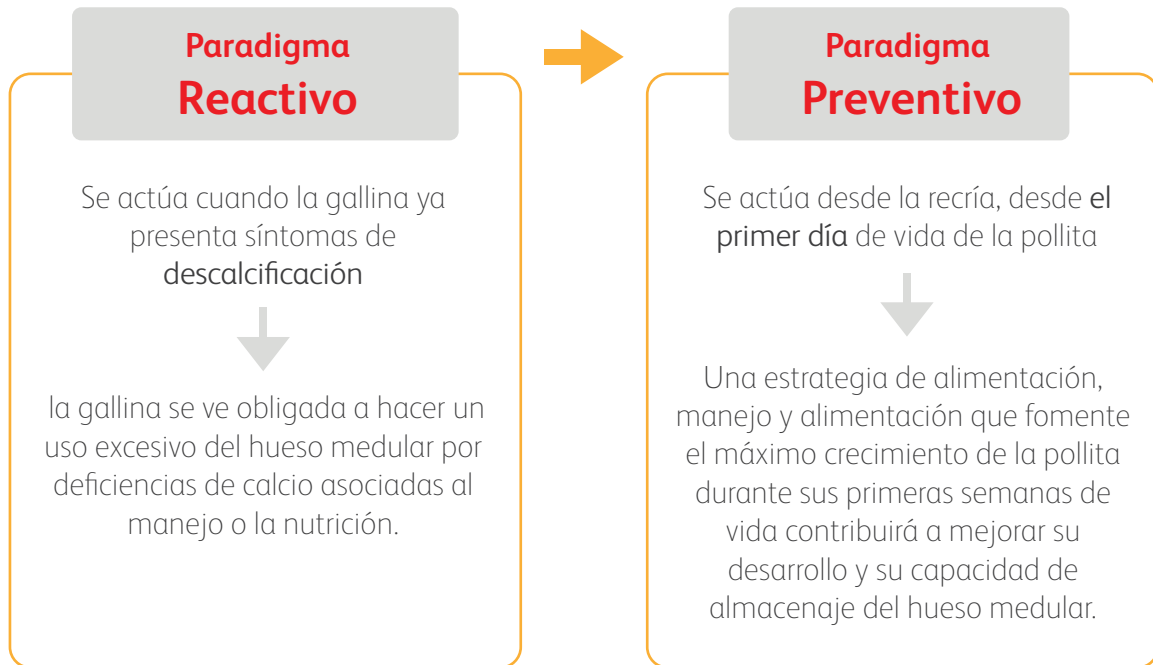 Paradigma
Reactivo
Se actúa cuando la gallina ya
presenta síntomas de
descalcificación
la gallina se ve obligada a hacer un
uso excesivo del hueso medular por
deficiencias de calcio asociadas al
manejo o la nutrición.
Paradigma
Preventivo
Se actúa desde la recría, desde el
primer día de vida de la pollita
Una estrategia de alimentación,
manejo y alimentación que fomente
el máximo crecimiento de la pollita
durante sus primeras semanas de
vida contribuirá a mejorar su
desarrollo y su capacidad de
almacenaje del hueso medular.